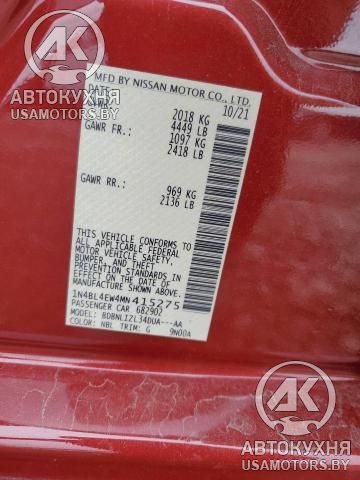 АК
АВТОКУХНЯ
USAMOTORS.BY
MFD BY NISSAN MOTOR CO., LTD.
DATE 10/21
2018 KG
4449 LB
GAWR FR.: 1097 KG
2418 LB
GAWR RR.: 969 KG
2136 LB
THIS VEHICLE CONFORMS TO ALL
APPLICABLE FEDERAL MOTOR VEHICLE SAFETY,
BUMPER, AND THEFT
PREVENTION STANDARDS
IN EFFECT ON THE DATE OF
MANUFACTURE SHOWN ABOVE.
1N4BL4EW4MN415275
PASSENGER CAR 682902
MODEL: BDBNLIZL34DUA---AA
COLOR: NBL TRIM: G 9N00A
АК
АВТОКУХНЯ
USAMOTORS.BY